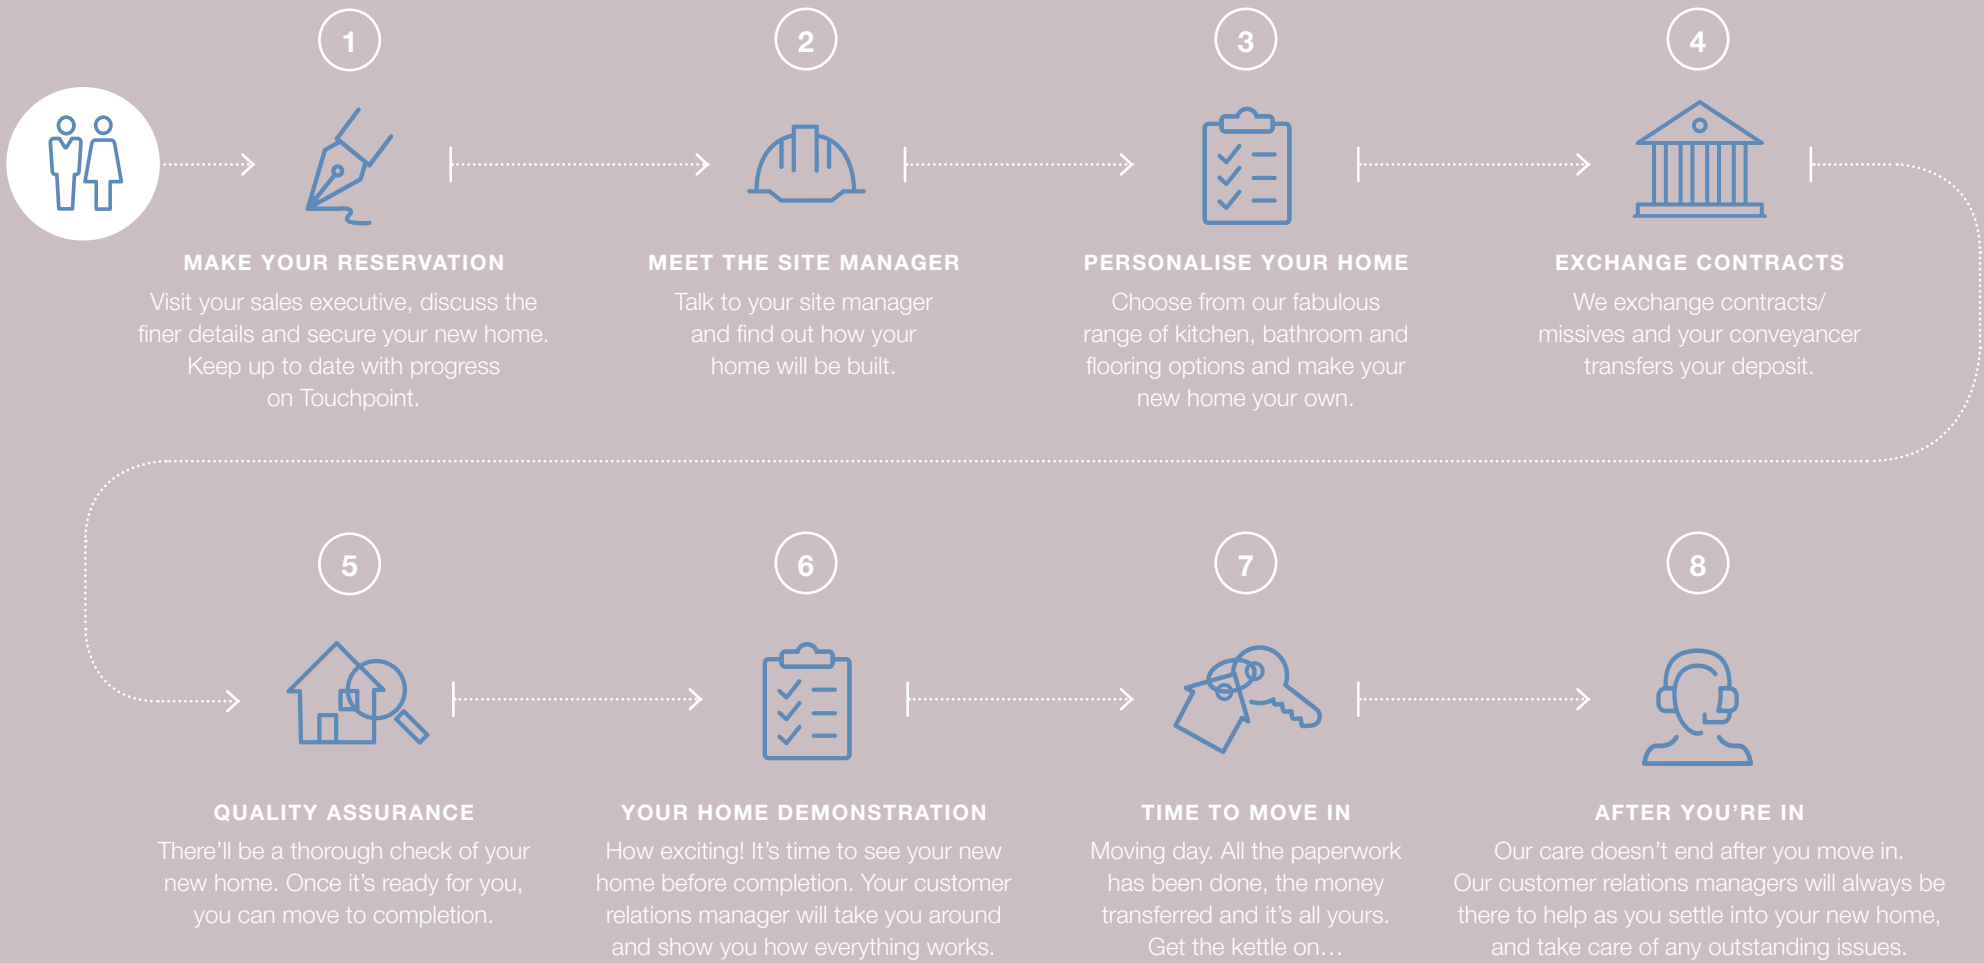 1
MAKE YOUR RESERVATION
Visit your sales executive, discuss the
finer details and secure your new home.
Keep up to date with progress
on Touchpoint.
2
MEET THE SITE MANAGER
Talk to your site manager
and find out how your
home will be built.
3
PERSONALISE YOUR HOME
Choose from our fabulous
range of kitchen, bathroom and
flooring options and make your
new home your own.
4
EXCHANGE CONTRACTS
We exchange contracts/
missives and your conveyancer
transfers your deposit.
5
QUALITY ASSURANCE
There’ll be a thorough check of your
new home. Once it’s ready for you,
you can move to completion.
6
YOUR HOME DEMONSTRATION
How exciting! It’s time to see your new
home before completion. Your customer
relations manager will take you around
and show you how everything works.
7
TIME TO MOVE IN
Moving day. All the paperwork
has been done, the money
transferred and it’s all yours.
Get the kettle on…
8
AFTER YOU’RE IN
Our care doesn’t end after you move in.
Our customer relations managers will always be
there to help as you settle into your new home,
and take care of any outstanding issues.